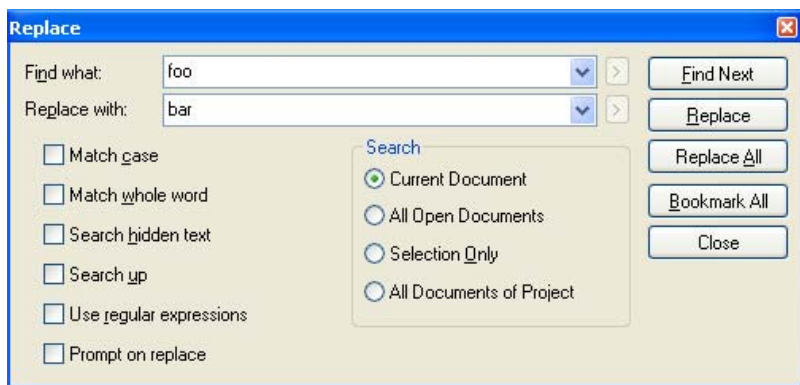 Replace
Find what: foo
Find Next
Replace with: bar
Replace
Match case
Match whole word
Search hidden text
Search up
Use regular expressions
Prompt on replace
Search
Current Document
All Open Documents
Selection Only
All Documents of Project
Replace All
Bookmark All
Close